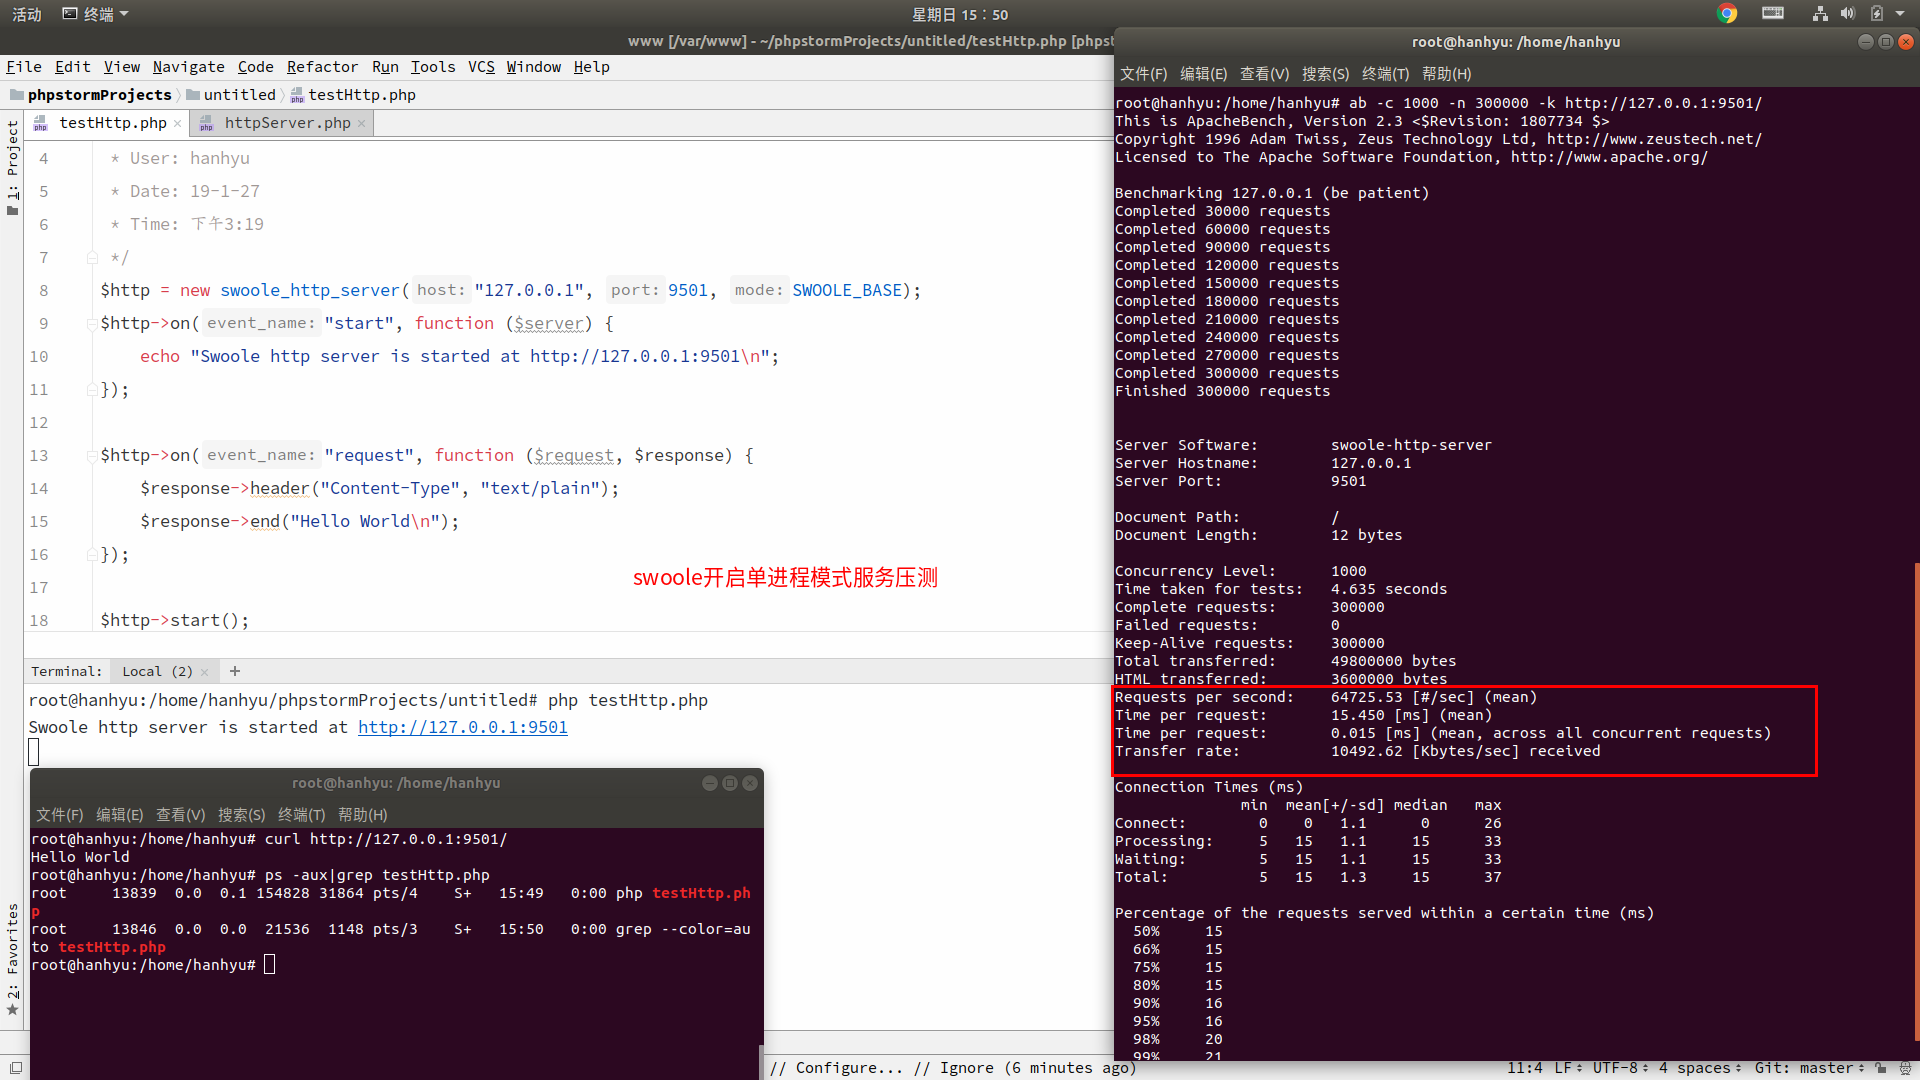 活动 终端 星期日 15：50
www [/var/www] - ~/phpstormProjects/untitled/testHttp.php [phpst
File Edit View Navigate Code Refactor Run Tools VCS Window Help
phpstormProjects untitled testHttp.php
testHttp.php httpServer.php
1: Project
4 * User: hanhyu
5 * Date: 19-1-27
6 * Time: 下午3:19
7 */
8 $http = new swoole_http_server( host: "127.0.0.1", port: 9501, mode: SWOOLE_BASE);
9 $http->on( event_name: "start", function ($server) {
10 echo "Swoole http server is started at http://127.0.0.1:9501\n";
11 });
12
13 $http->on( event_name: "request", function ($request, $response) {
14 $response->header("Content-Type", "text/plain");
15 $response->end("Hello World\n");
16 });
swoole开启单进程模式服务压测
17
18 $http->start();
Terminal: Local (2) +
root@hanhyu:/home/hanhyu/phpstormProjects/untitled# php testHttp.php
Swoole http server is started at http://127.0.0.1:9501
2: Favorites
root@hanhyu: /home/hanhyu
文件(F) 编辑(E) 查看(V) 搜索(S) 终端(T) 帮助(H)
root@hanhyu:/home/hanhyu# curl http://127.0.0.1:9501/
Hello World
root@hanhyu:/home/hanhyu# ps -aux|grep testHttp.php
root 13839 0.0 0.1 154828 31864 pts/4 S+ 15:49 0:00 php testHttp.ph
p
root 13846 0.0 0.0 21536 1148 pts/3 S+ 15:50 0:00 grep --color=au
to testHttp.php
root@hanhyu:/home/hanhyu#
root@hanhyu: /home/hanhyu
文件(F) 编辑(E) 查看(V) 搜索(S) 终端(T) 帮助(H)
root@hanhyu:/home/hanhyu# ab -c 1000 -n 300000 -k http://127.0.0.1:9501/
This is ApacheBench, Version 2.3 <$Revision: 1807734 $>
Copyright 1996 Adam Twiss, Zeus Technology Ltd, http://www.zeustech.net/
Licensed to The Apache Software Foundation, http://www.apache.org/
Benchmarking 127.0.0.1 (be patient)
Completed 30000 requests
Completed 60000 requests
Completed 90000 requests
Completed 120000 requests
Completed 150000 requests
Completed 180000 requests
Completed 210000 requests
Completed 240000 requests
Completed 270000 requests
Completed 300000 requests
Finished 300000 requests
Server Software: swoole-http-server
Server Hostname: 127.0.0.1
Server Port: 9501
Document Path: /
Document Length: 12 bytes
Concurrency Level: 1000
Time taken for tests: 4.635 seconds
Complete requests: 300000
Failed requests: 0
Keep-Alive requests: 300000
Total transferred: 49800000 bytes
HTML transferred: 3600000 bytes
Requests per second: 64725.53 [#/sec] (mean)
Time per request: 15.450 [ms] (mean)
Time per request: 0.015 [ms] (mean, across all concurrent requests)
Transfer rate: 10492.62 [Kbytes/sec] received
Connection Times (ms)
min mean[+/-sd] median max
Connect: 0 0 1.1 0 26
Processing: 5 15 1.1 15 33
Waiting: 5 15 1.1 15 33
Total: 5 15 1.3 15 37
Percentage of the requests served within a certain time (ms)
50% 15
66% 15
75% 15
80% 15
90% 16
95% 16
98% 20
99% 21
// Configure... // Ignore (6 minutes ago) 11:4 LF UTF-8 4 spaces Git: master